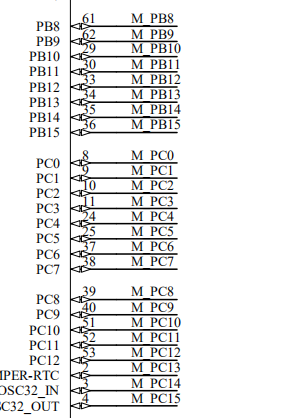 PB8 61 M_PB8
PB9 62 M_PB9
PB10 29 M_PB10
PB11 30 M_PB11
PB12 33 M_PB12
PB13 34 M_PB13
PB14 35 M_PB14
PB15 36 M_PB15
PC0 8 M_PC0
PC1 9 M_PC1
PC2 10 M_PC2
PC3 11 M_PC3
PC4 24 M_PC4
PC5 25 M_PC5
PC6 37 M_PC6
PC7 38 M_PC7
PC8 39 M_PC8
PC9 40 M_PC9
PC10 51 M_PC10
PC11 52 M_PC11
PC12 53 M_PC12
MPER-RTC 2 M_PC13
OSC32_IN 3 M_PC14
SC32_OUT 4 M_PC15